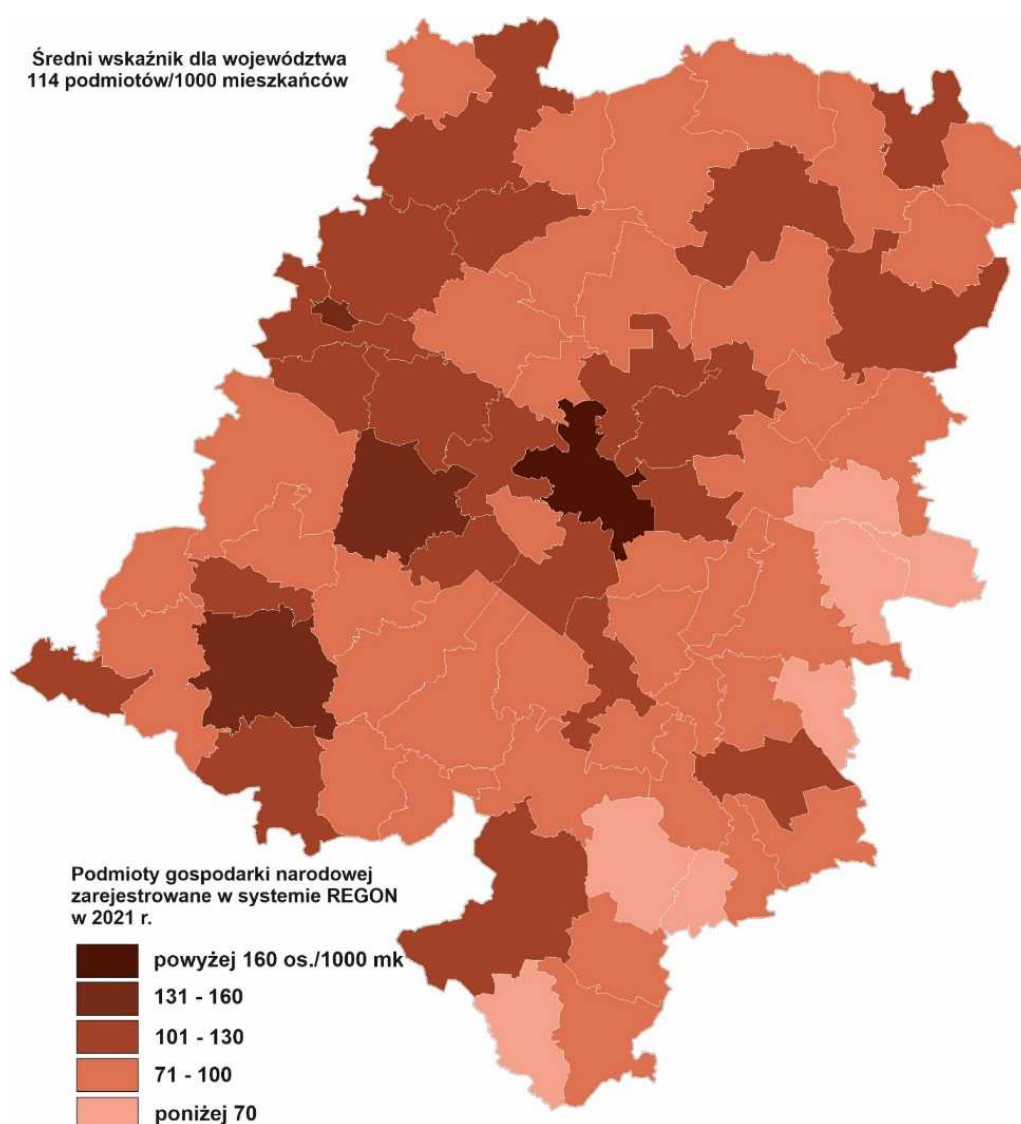 Średni wskaźnik dla województwa
114 podmiotów/1000 mieszkańców
Podmioty gospodarki narodowej
zarejestrowane w systemie REGON
w 2021 r.
powyżej 160 os./1000 mk
131 - 160
101 - 130
71 - 100
poniżej 70